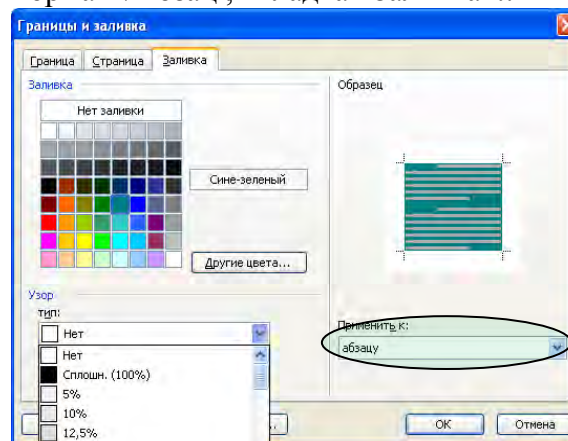 Границы и заливка
Граница Страница Заливка
Заливка
Нет заливки
Сине-зеленый
Другие цвета...
Образец
Узор
тип:
Нет
Нет
Сплошн. (100%)
5%
10%
12,5%
Применить к:
абзацу
ОК Отмена